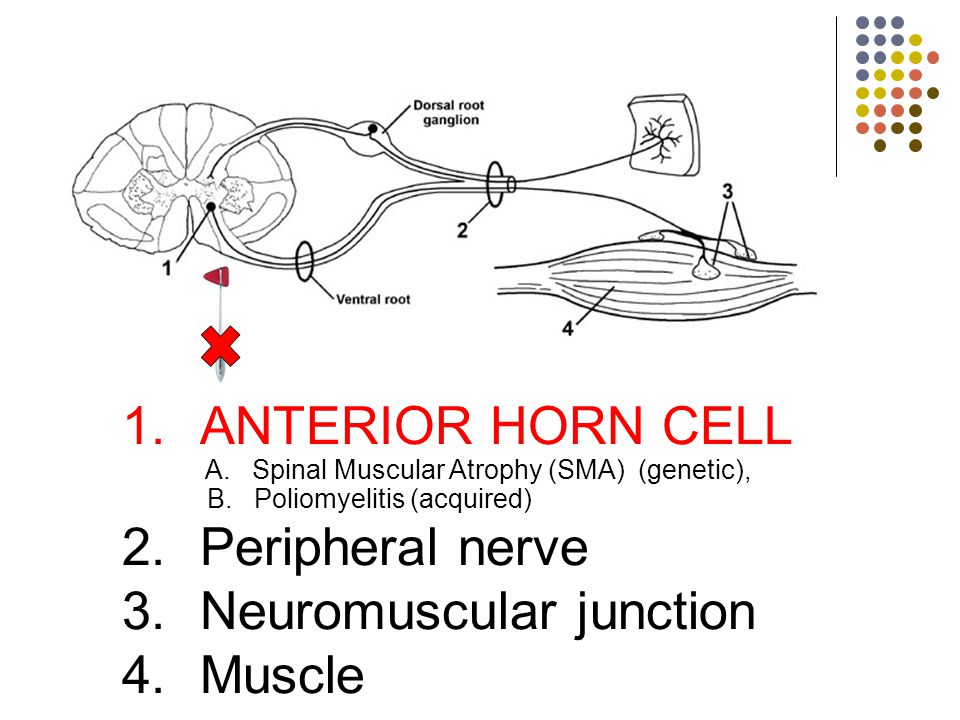 Dorsal root
ganglion
3
2
1
Ventral root
4
1. ANTERIOR HORN CELL
A. Spinal Muscular Atrophy (SMA) (genetic),
B. Poliomyelitis (acquired)
2. Peripheral nerve
3. Neuromuscular junction
4. Muscle